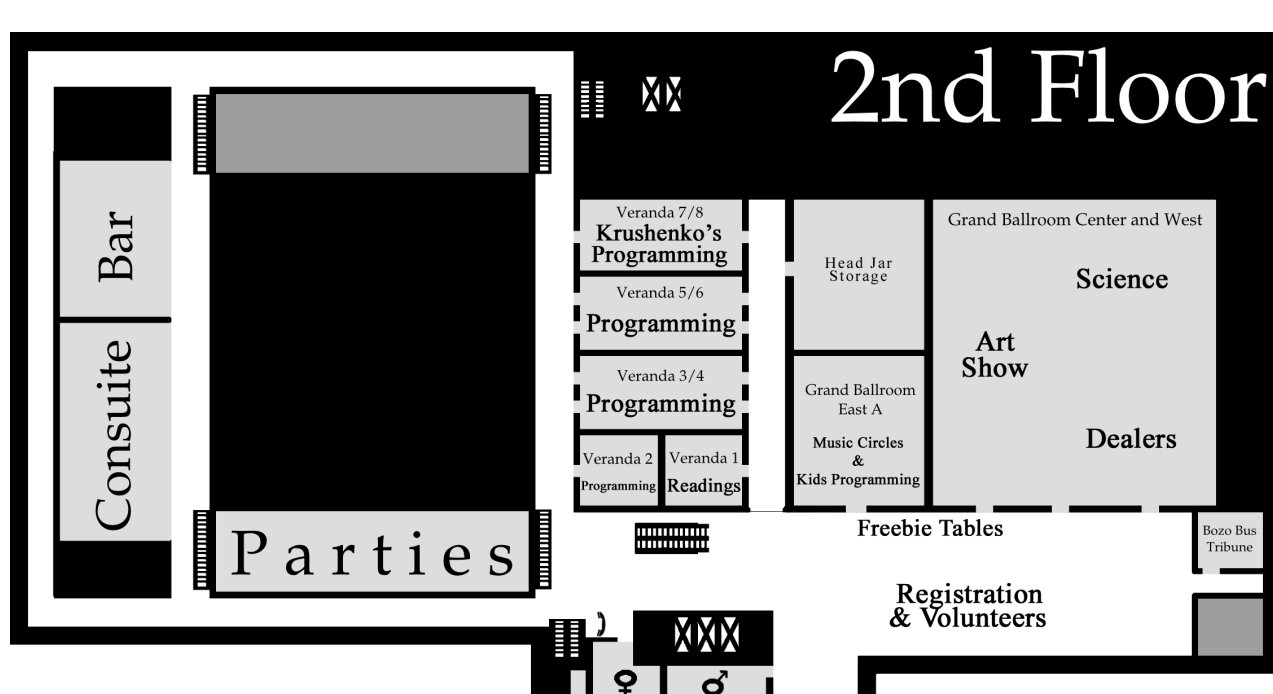 2nd Floor
Bar
Consuite
Parties
Veranda 7/8
Krushenko's
Programming
Veranda 5/6
Programming
Veranda 3/4
Programming
Veranda 2
Programming
Veranda 1
Readings
Head Jar
Storage
Grand Ballroom
East A
Music Circles
&
Kids Programming
Grand Ballroom Center and West
Science
Art
Show
Dealers
Freebie Tables
Bozo Bus
Tribune
Registration
& Volunteers